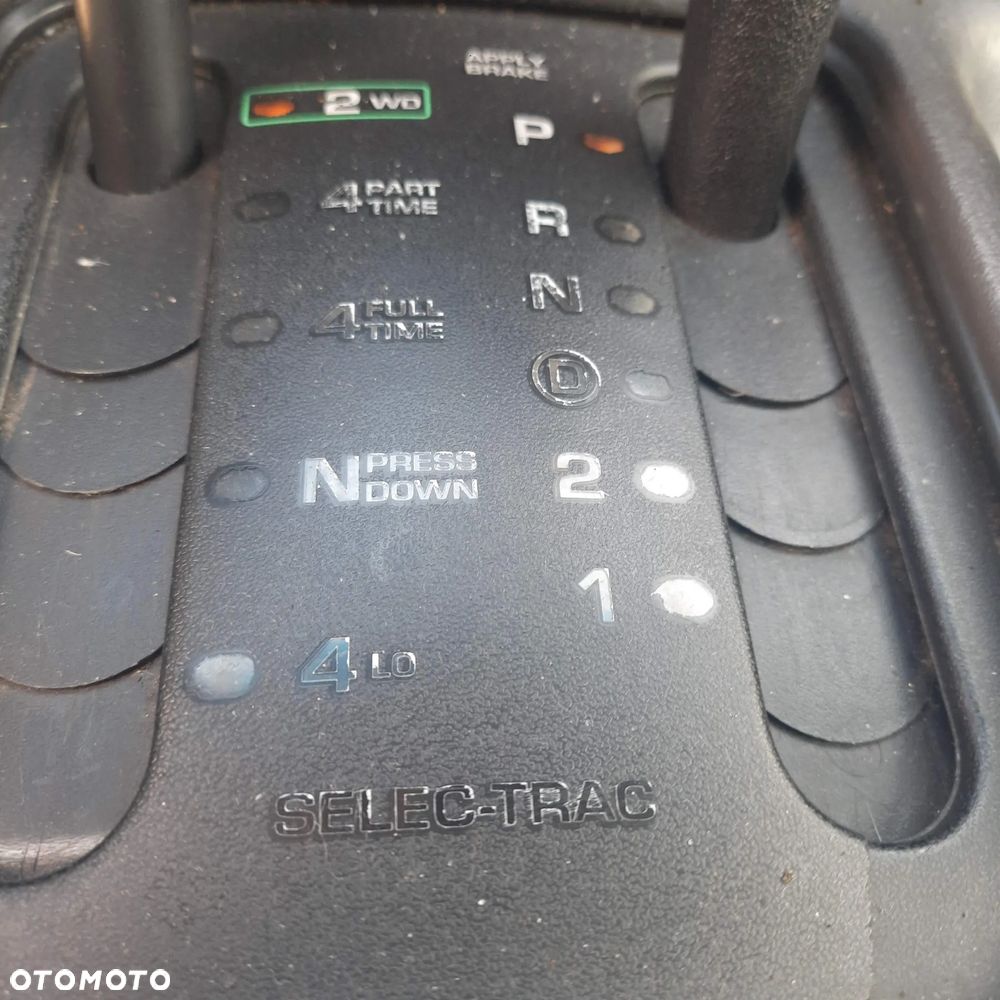 APPLY
BRAKE
2 WD
P
4 PART
TIME
R
N
4 FULL
TIME
D
N PRESS
DOWN
2
1
4 LO
SELEC-TRAC
OTOMOTO